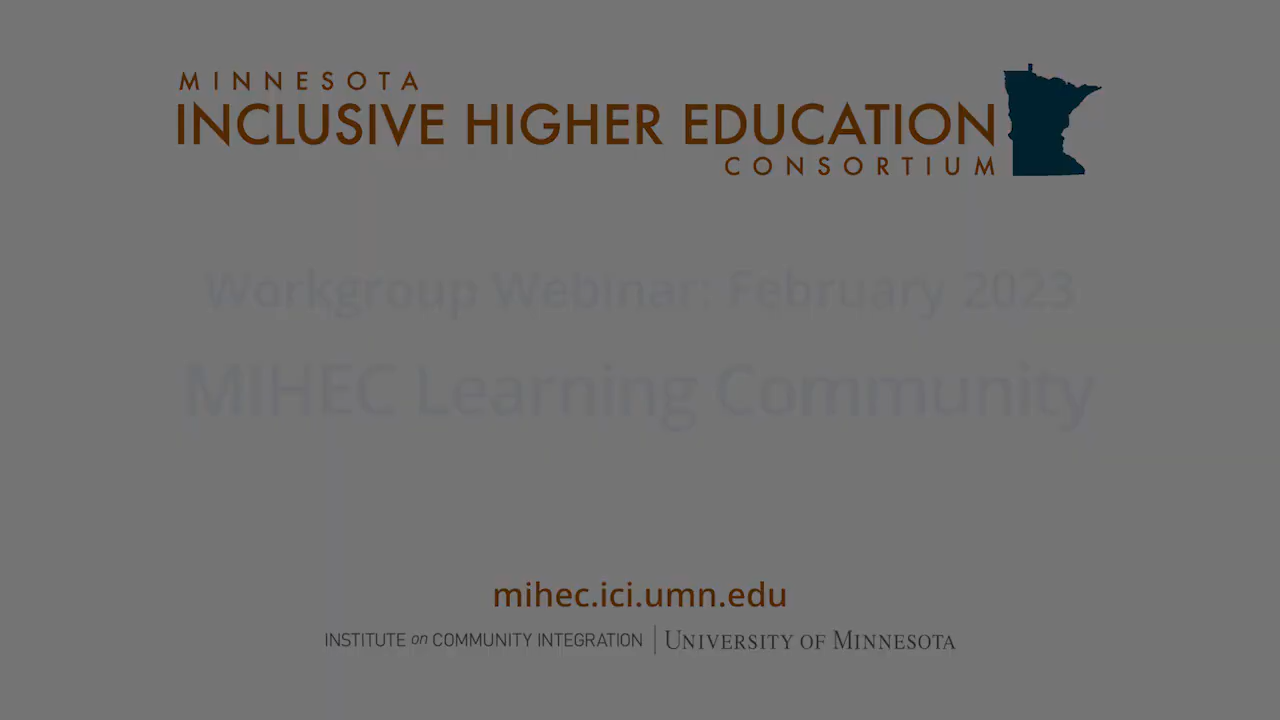 MINNESOTA
INCLUSIVE HIGHER EDUCATION
CONSORTIUM
Workgroup Webinar: February 2023
MIHEC Learning Community
mihec.ici.umn.edu
INSTITUTE on COMMUNITY INTEGRATION | UNIVERSITY OF MINNESOTA